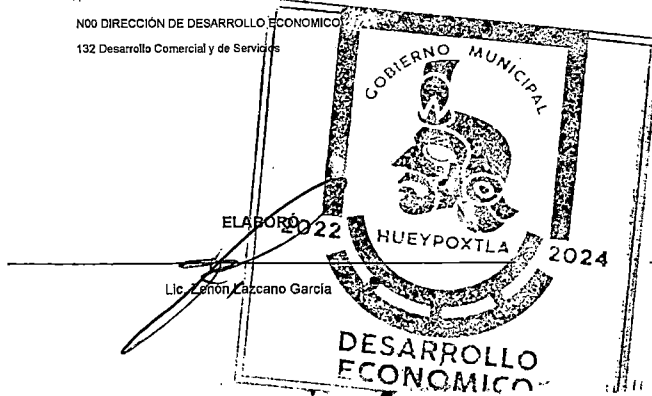 N00 DIRECCIÓN DE DESARROLLO ECONOMICO
132 Desarrollo Comercial y de Servicios
GOBIERNO MUNICIPAL
ELABORÓ
2022
HUEYPOXTLA
2024
Lic. Zenón Lazcano García
DESARROLLO
ECONOMICO